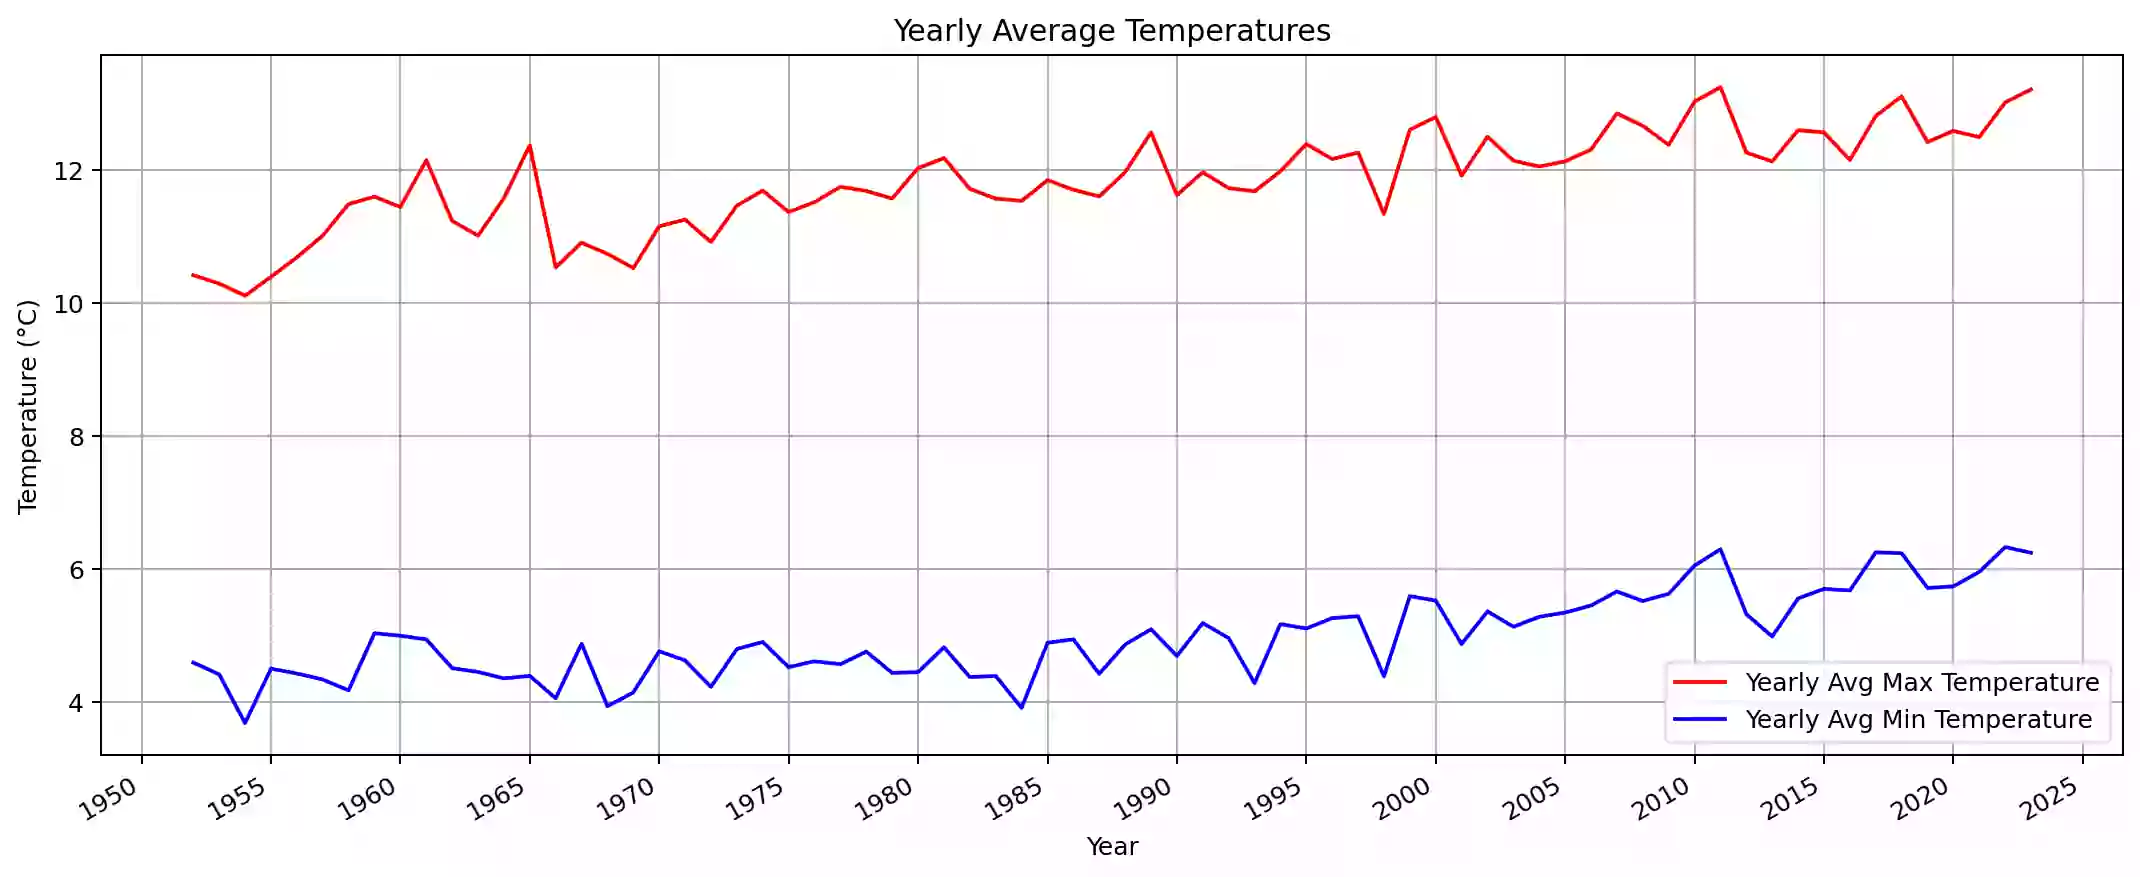 Yearly Average Temperatures
Temperature (°C)
12
10
8
6
4
Yearly Avg Max Temperature
Yearly Avg Min Temperature
1950 1955 1960 1965 1970 1975 1980 1985 1990 1995 2000 2005 2010 2015 2020 2025
Year